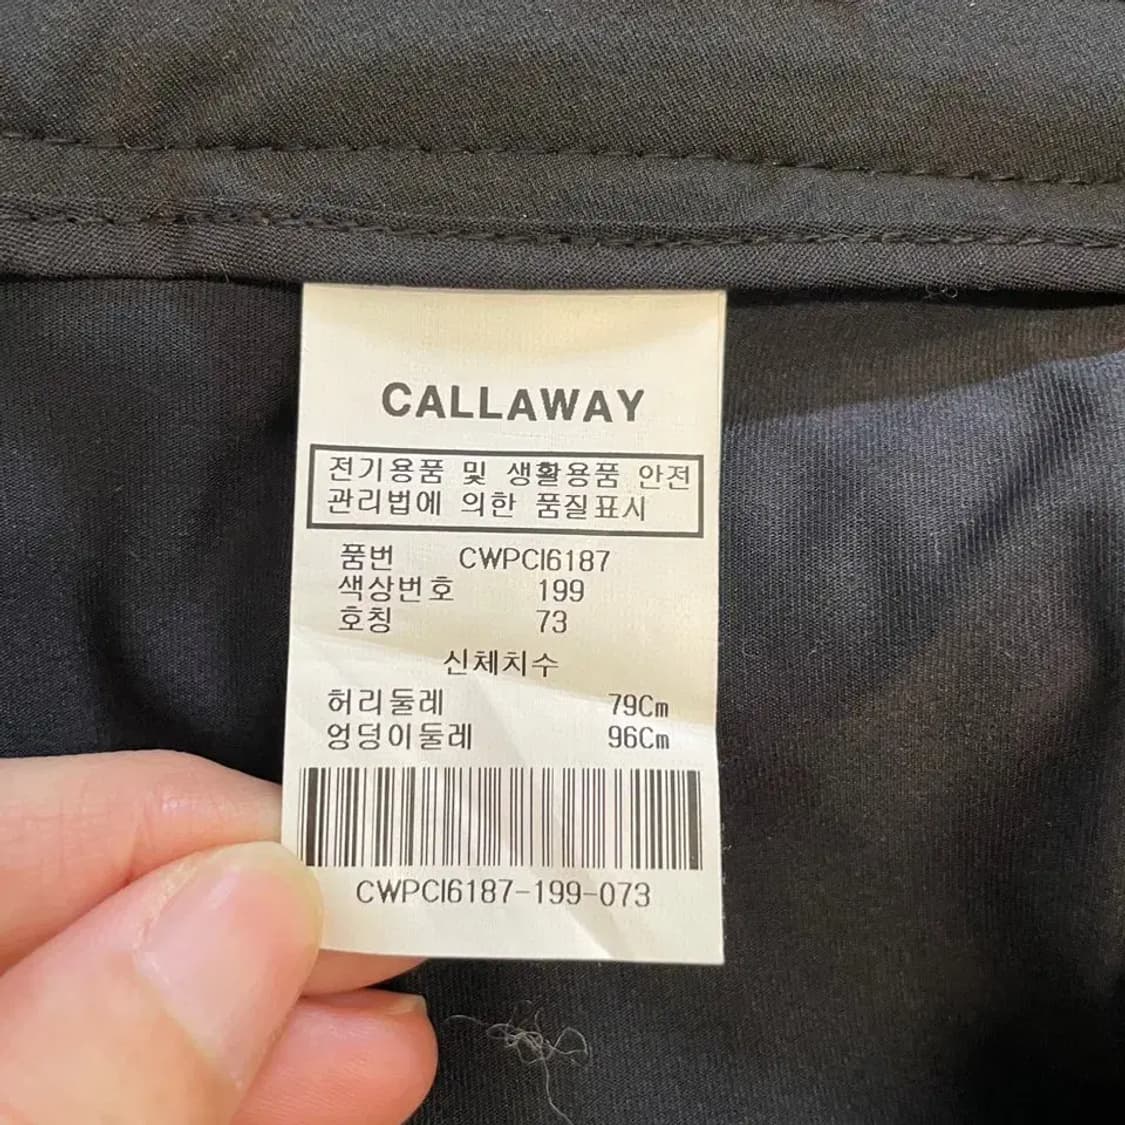 CALLAWAY
전기용품 및 생활용품 안전
관리법에 의한 품질표시
품번 CWPCI6187
색상번호 199
호칭 73
신체치수
허리둘레 79Cm
엉덩이둘레 96Cm
CWPCI6187-199-073